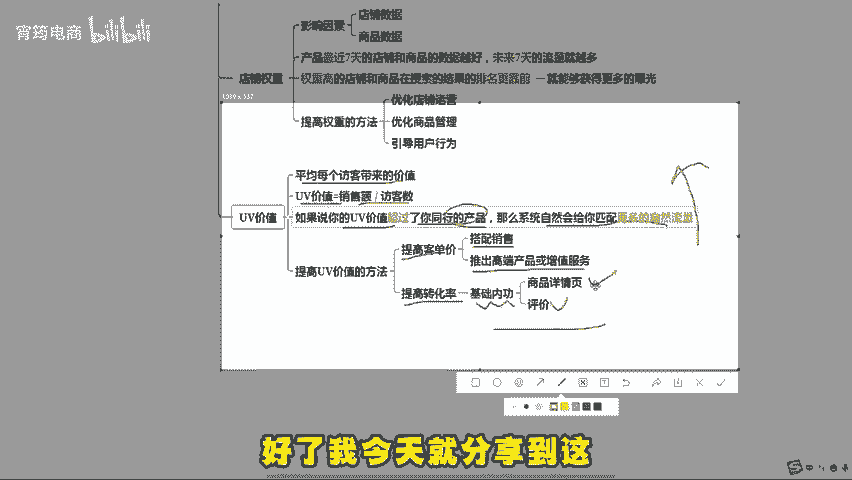 宵筠电商 bilibili
店铺数据
影响因素
商品数据
产品最近7天的店铺和商品的数据越好，未来7天的流量就越多
店铺权重
权重高的店铺和商品在搜索的结果的排名更靠前 — 就能够获得更多的曝光
优化店铺运营
提高权重的方法
优化商品管理
引导用户行为
平均每个访客带来的价值
UV价值=销售额 / 访客数
UV价值
如果说你的UV价值超过了你同行的产品，那么系统自然会给你匹配更多的自然流量
搭配销售
提高客单价
推出高端产品或增值服务
提高UV价值的方法
商品详情页
提高转化率
基础内功
评价
好了我今天就分享到这